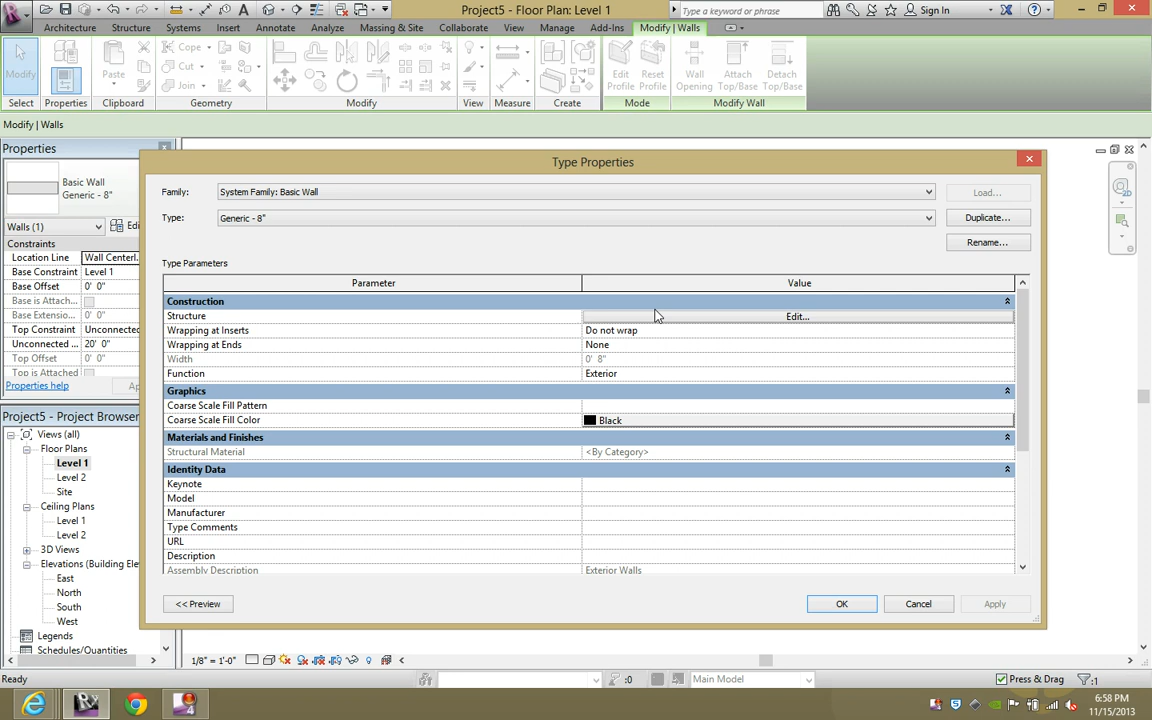 Project5 - Floor Plan: Level 1
Type a keyword or phrase
Sign In
Architecture Structure Systems Insert Annotate Analyze Massing & Site Collaborate View Manage Add-Ins Modify | Walls
Modify
Cope
Cut
Join
Paste
Edit Profile
Reset Profile
Wall Opening
Attach Top/Base
Detach Top/Base
Select Properties Clipboard Geometry Modify View Measure Create Mode Modify Wall
Modify | Walls
Properties
Basic Wall
Generic - 8"
Walls (1)
Constraints
Location Line Wall Centerl...
Base Constraint Level 1
Base Offset 0' 0"
Base is Attach...
Base Extensio... 0' 0"
Top Constraint Unconnected
Unconnected ... 20' 0"
Top Offset 0' 0"
Top is Attached
Properties help
Project5 - Project Browser
Views (all)
Floor Plans
Level 1
Level 2
Site
Ceiling Plans
Level 1
Level 2
3D Views
Elevations (Building Ele
East
North
South
West
Legends
Schedules/Quantities
Type Properties
Family: System Family: Basic Wall Load...
Type: Generic - 8" Duplicate...
Rename...
Type Parameters
Parameter Value
Construction
Structure Edit...
Wrapping at Inserts Do not wrap
Wrapping at Ends None
Width 0' 8"
Function Exterior
Graphics
Coarse Scale Fill Pattern
Coarse Scale Fill Color Black
Materials and Finishes
Structural Material <By Category>
Identity Data
Keynote
Model
Manufacturer
Type Comments
URL
Description
Assembly Description Exterior Walls
<< Preview OK Cancel Apply
1/8" = 1'-0"
Ready :0 Main Model Press & Drag :1
6:58 PM
11/15/2013